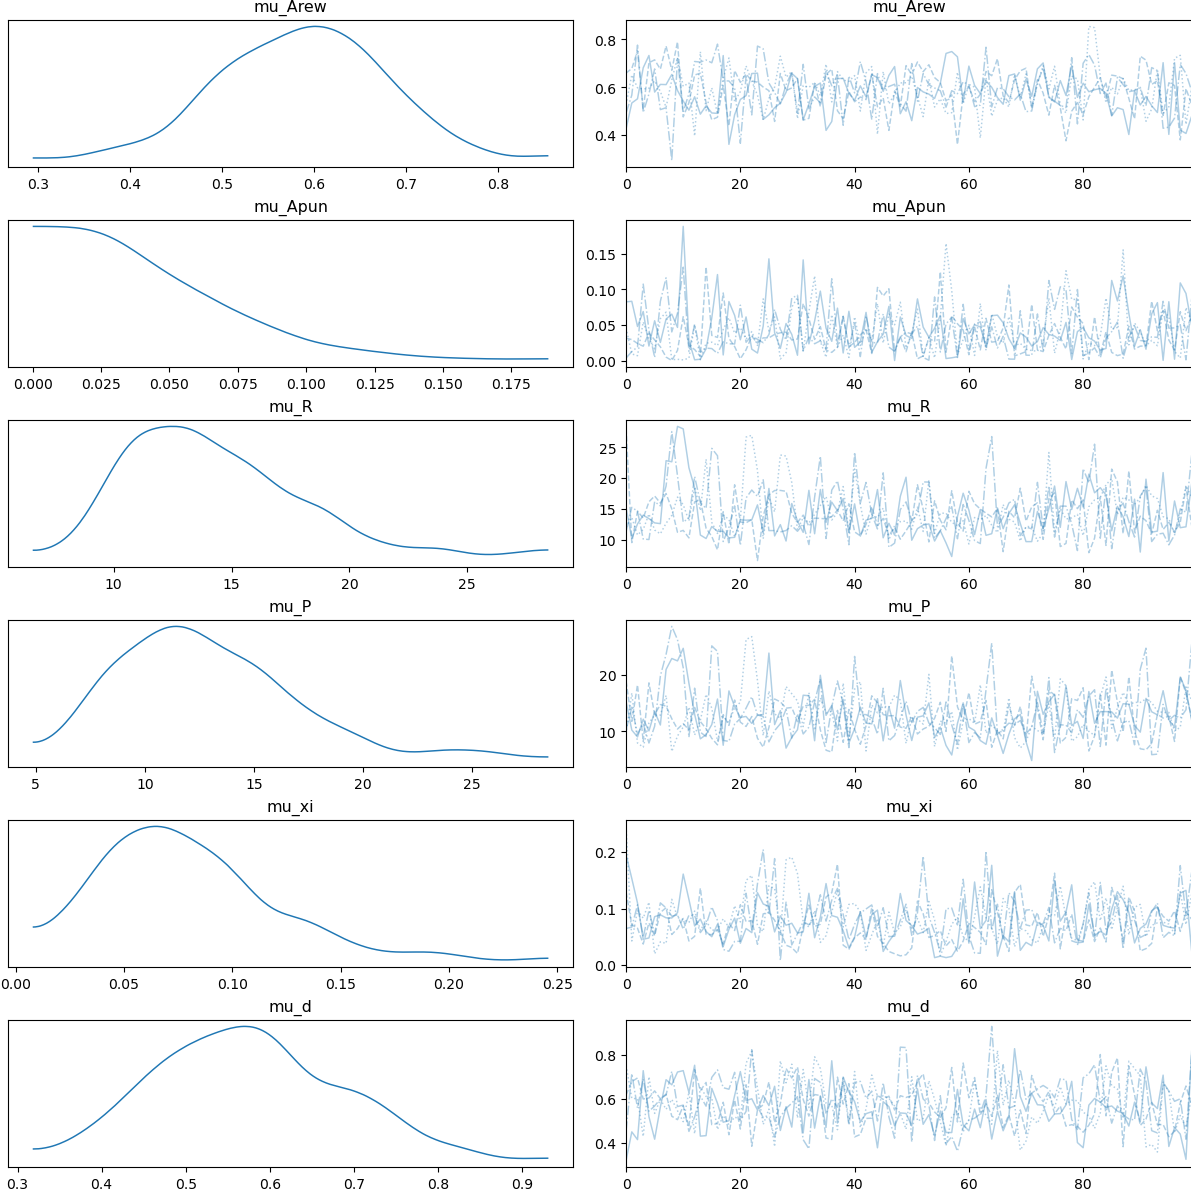 mu_Arew mu_Arew
0.8
0.6
0.4
0.3 0.4 0.5 0.6 0.7 0.8 0 20 40 60 80
mu_Apun mu_Apun
0.15
0.10
0.05
0.00
0.000 0.025 0.050 0.075 0.100 0.125 0.150 0.175 0 20 40 60 80
mu_R mu_R
25
20
15
10
10 15 20 25 0 20 40 60 80
mu_P mu_P
20
10
5 10 15 20 25 0 20 40 60 80
mu_xi mu_xi
0.2
0.1
0.0
0.00 0.05 0.10 0.15 0.20 0.25 0 20 40 60 80
mu_d mu_d
0.8
0.6
0.4
0.3 0.4 0.5 0.6 0.7 0.8 0.9 0 20 40 60 80